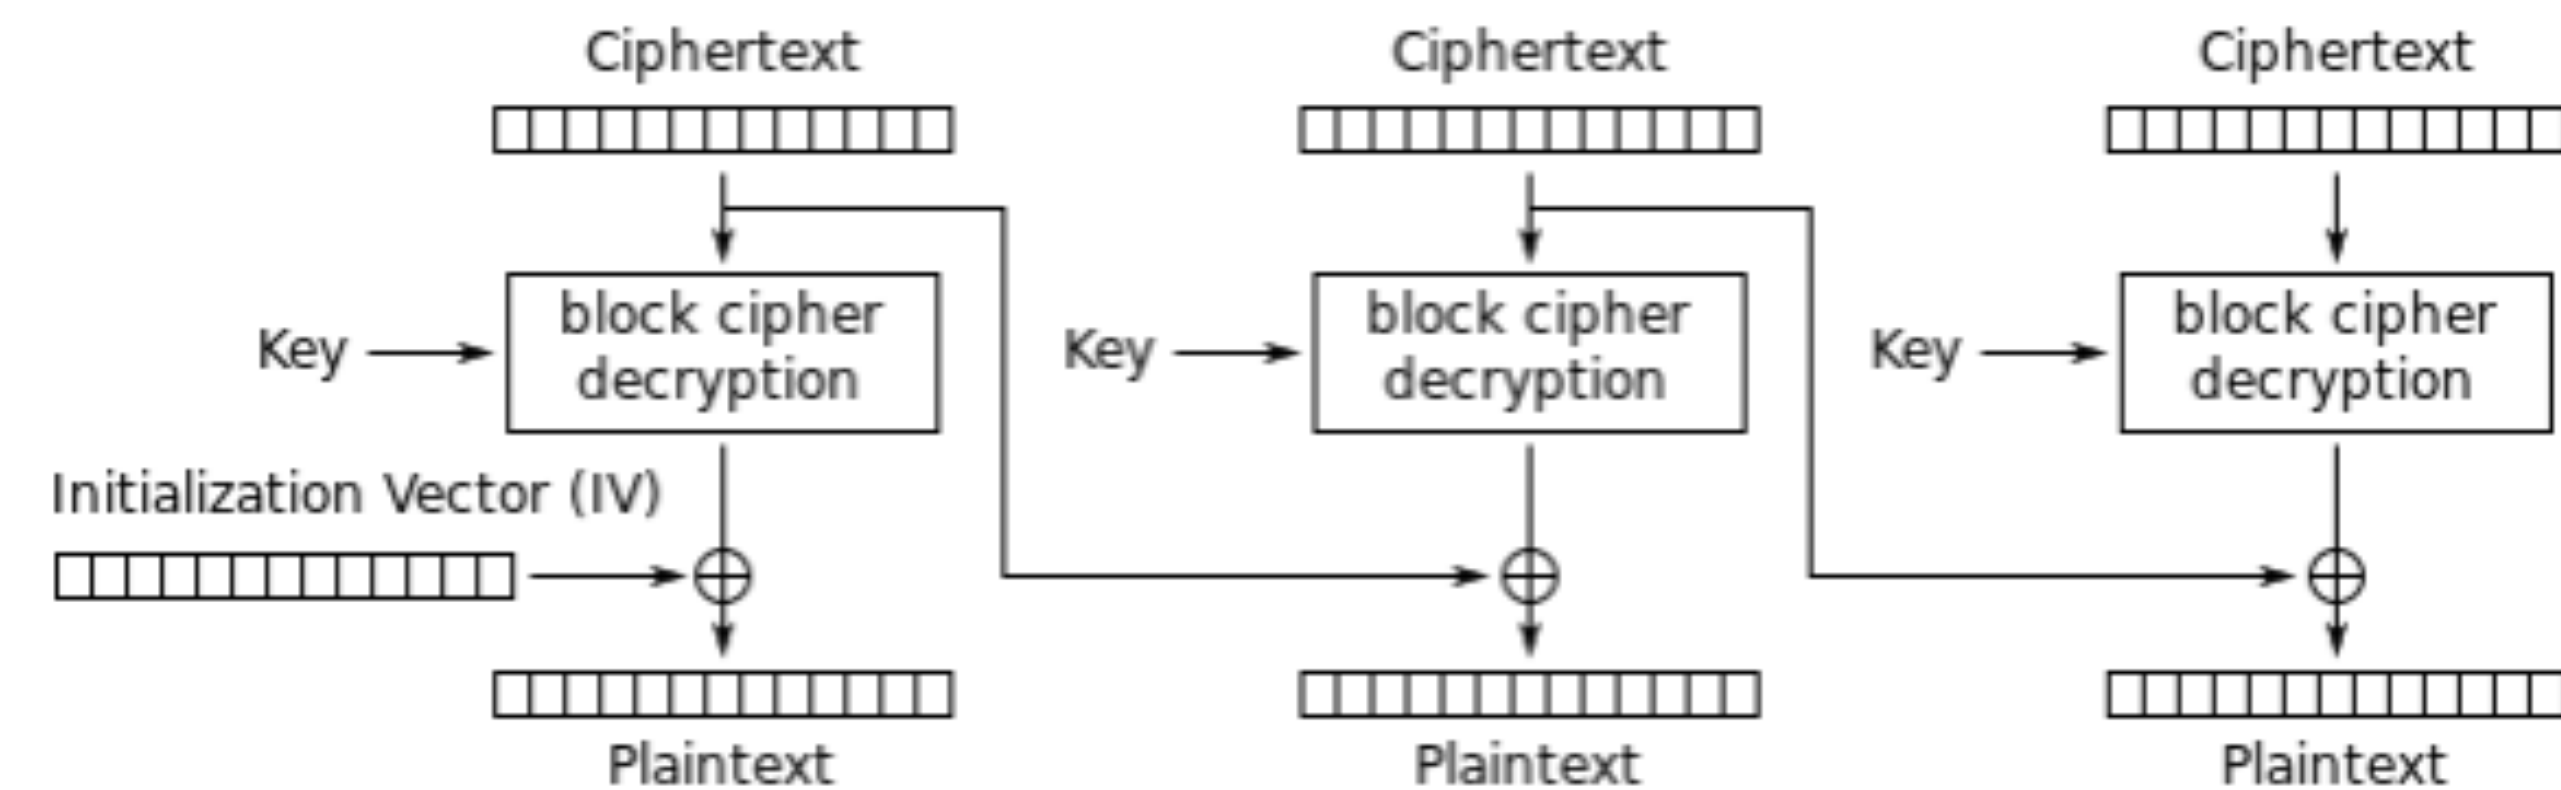 Ciphertext
Ciphertext
Ciphertext
Key
block cipher
decryption
Key
block cipher
decryption
Key
block cipher
decryption
Initialization Vector (IV)
Plaintext
Plaintext
Plaintext